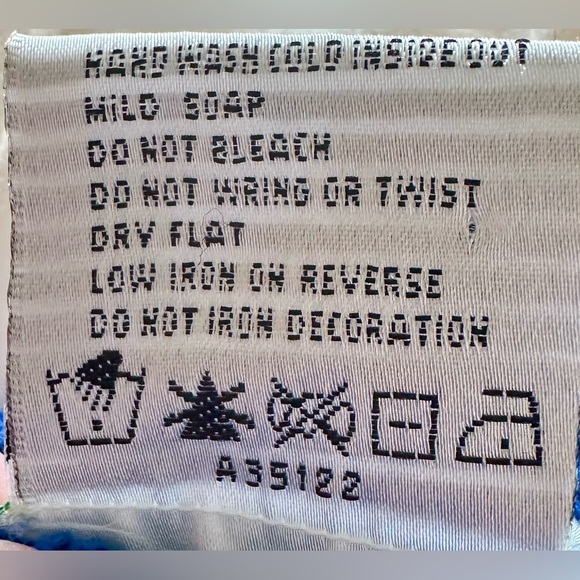 HAND WASH COLD INSIDE OUT
MILD SOAP
DO NOT BLEACH
DO NOT WRING OR TWIST
DRY FLAT
LOW IRON ON REVERSE
DO NOT IRON DECORATION
A35122